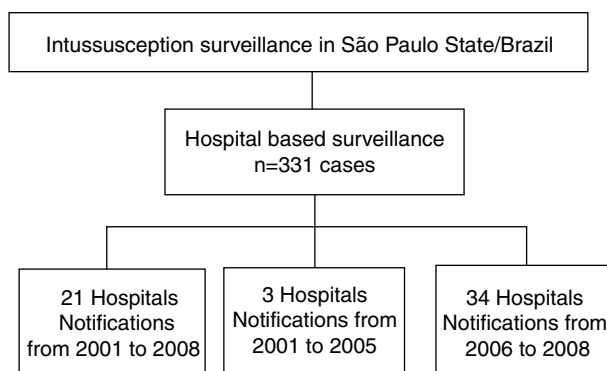 Intussusception surveillance in São Paulo State/Brazil
Hospital based surveillance
n=331 cases
21 Hospitals
Notifications
from 2001 to 2008
3 Hospitals
Notifications from
2001 to 2005
34 Hospitals
Notifications from
2006 to 2008